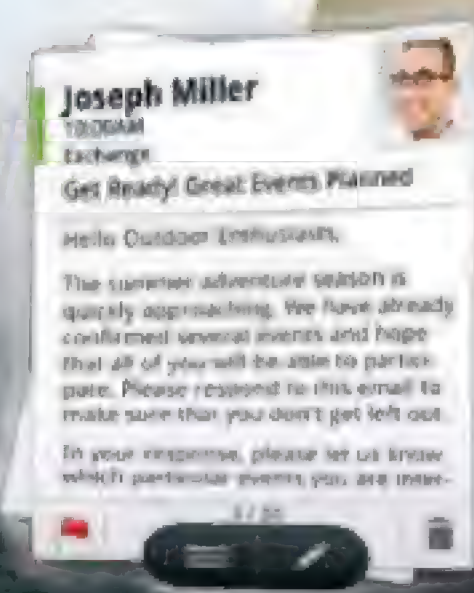 Joseph Miller
10:00AM
Exchange
Get Ready! Great Events Planned
Hello Outdoor Enthusiasts,
The summer adventure season is
quickly approaching. We have already
confirmed several events and hope
that all of you will be able to partici-
pate. Please respond to this email to
make sure that you don't get left out.
In your response, please let us know
which particular events you are inter-